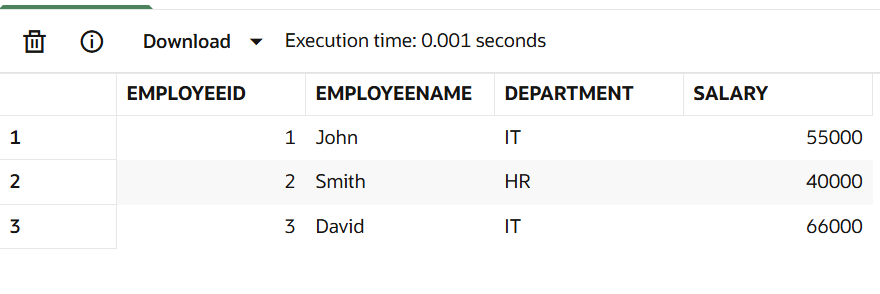 Download Execution time: 0.001 seconds
EMPLOYEEID EMPLOYEENAME DEPARTMENT SALARY
1 1 John IT 55000
2 2 Smith HR 40000
3 3 David IT 66000